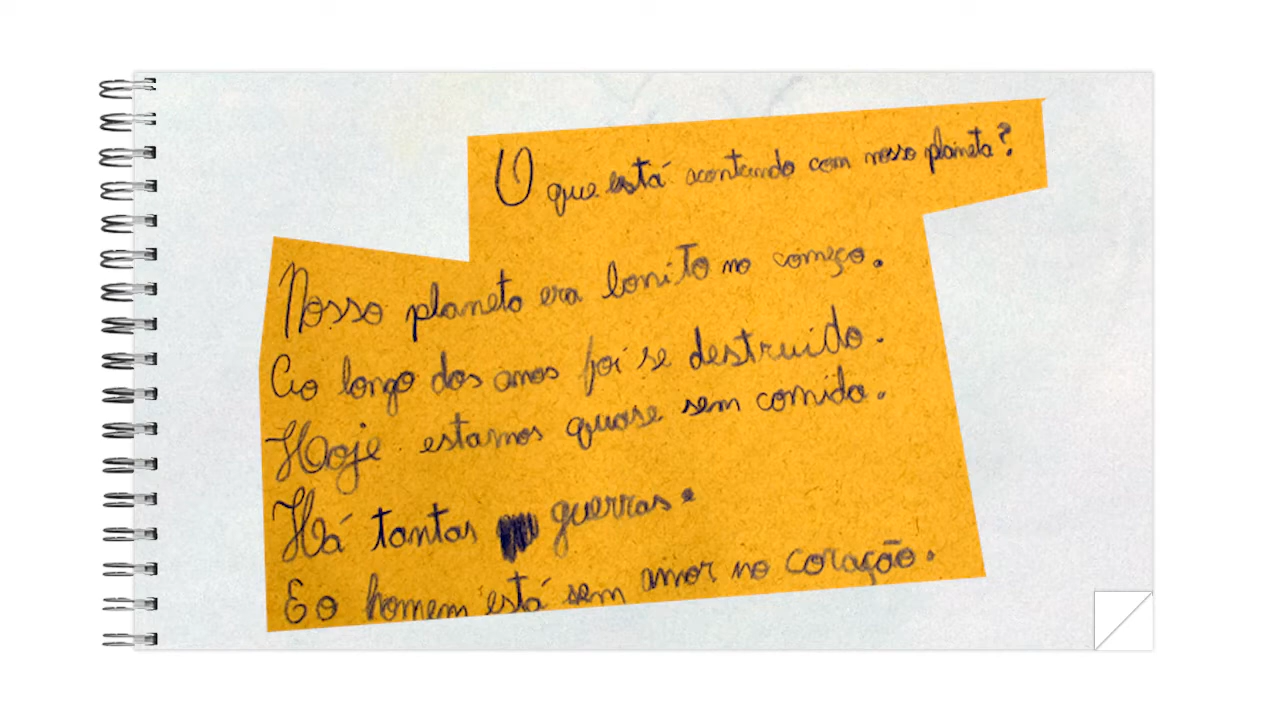 O que está acontendo com nosso planeta?
Nosso planeta era bonito no começo.
Ao longo dos anos foi se destruido.
Hoje estamos quase sem comida.
Há tantas guerras.
E o homem está sem amor no coração.